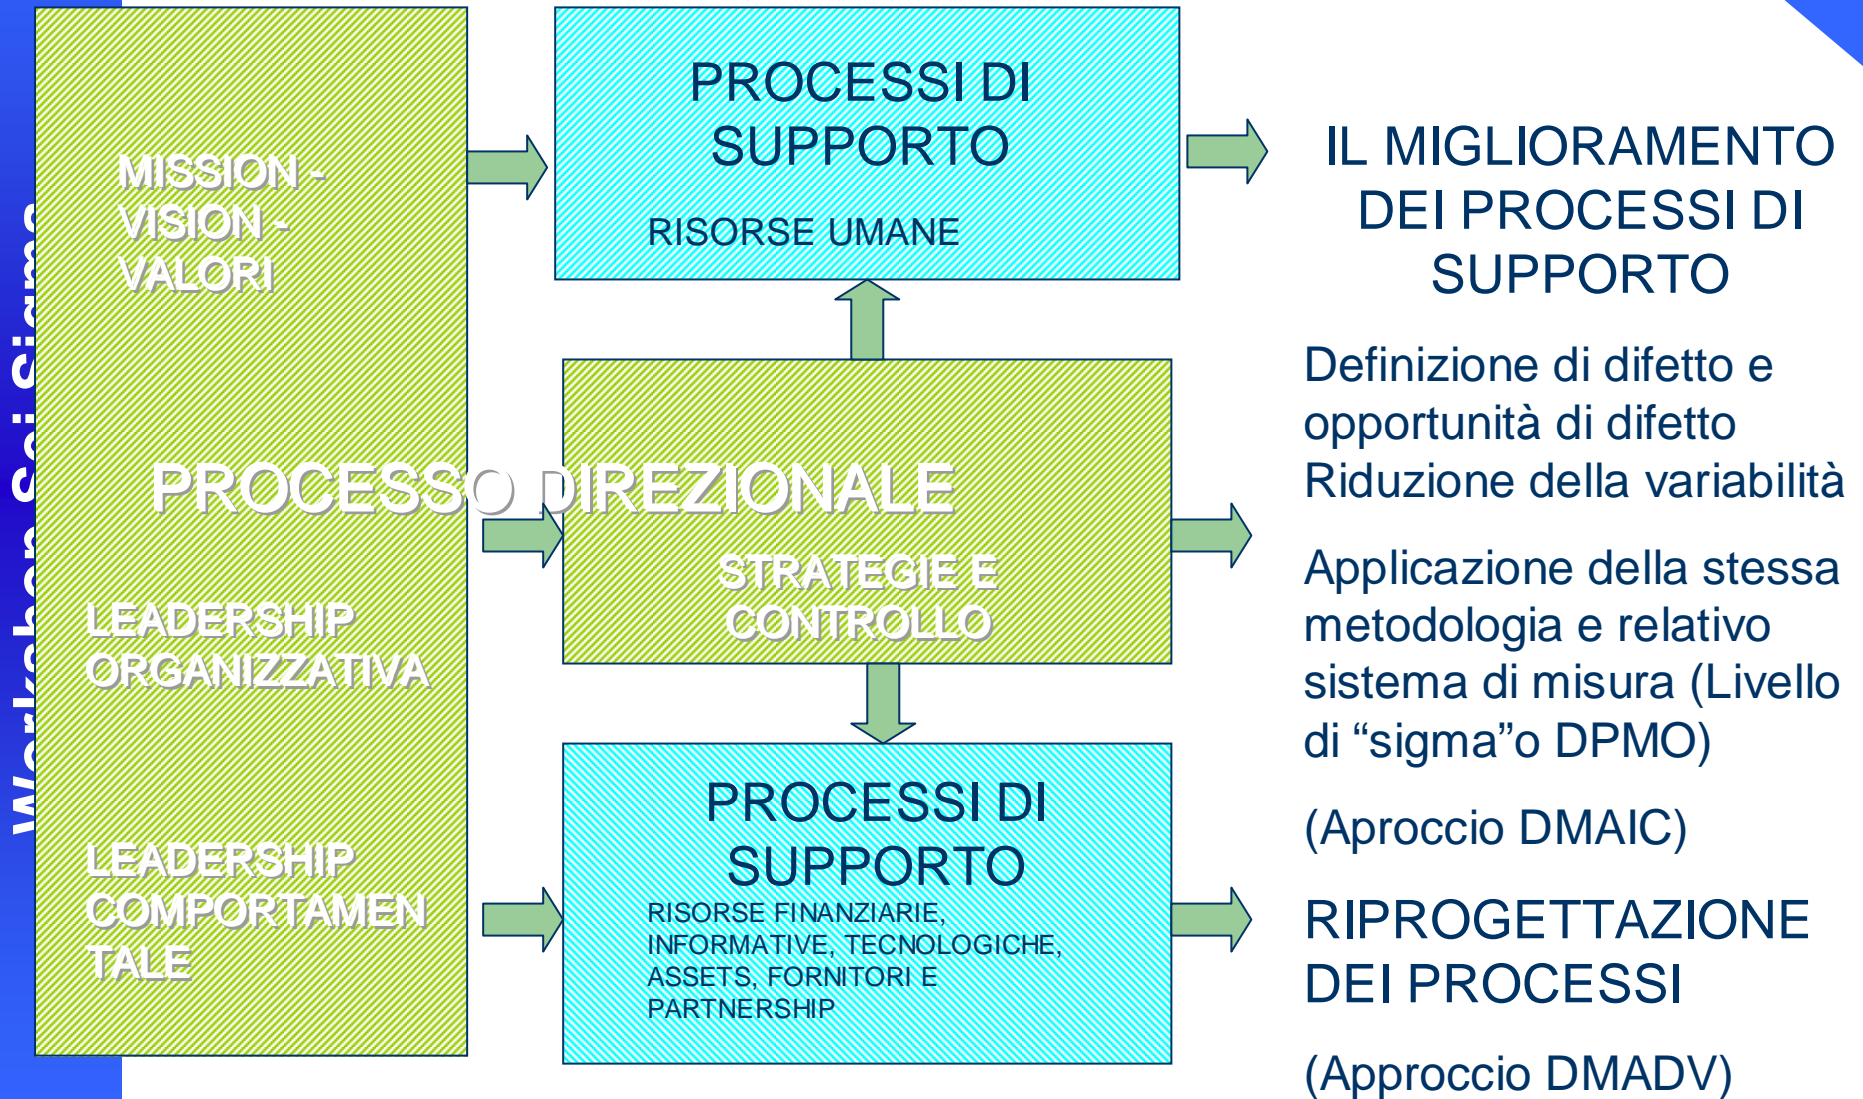 Workshop Sei Sigma
MISSION -
VISION -
VALORI
PROCESSO DIREZIONALE
LEADERSHIP
ORGANIZZATIVA
LEADERSHIP
COMPORTAMEN
TALE
PROCESSI DI
SUPPORTO
RISORSE UMANE
STRATEGIE E
CONTROLLO
PROCESSI DI
SUPPORTO
RISORSE FINANZIARIE,
INFORMATIVE, TECNOLOGICHE,
ASSETS, FORNITORI E
PARTNERSHIP
IL MIGLIORAMENTO
DEI PROCESSI DI
SUPPORTO
Definizione di difetto e
opportunità di difetto
Riduzione della variabilità
Applicazione della stessa
metodologia e relativo
sistema di misura (Livello
di “sigma”o DPMO)
(Aproccio DMAIC)
RIPROGETTAZIONE
DEI PROCESSI
(Approccio DMADV)